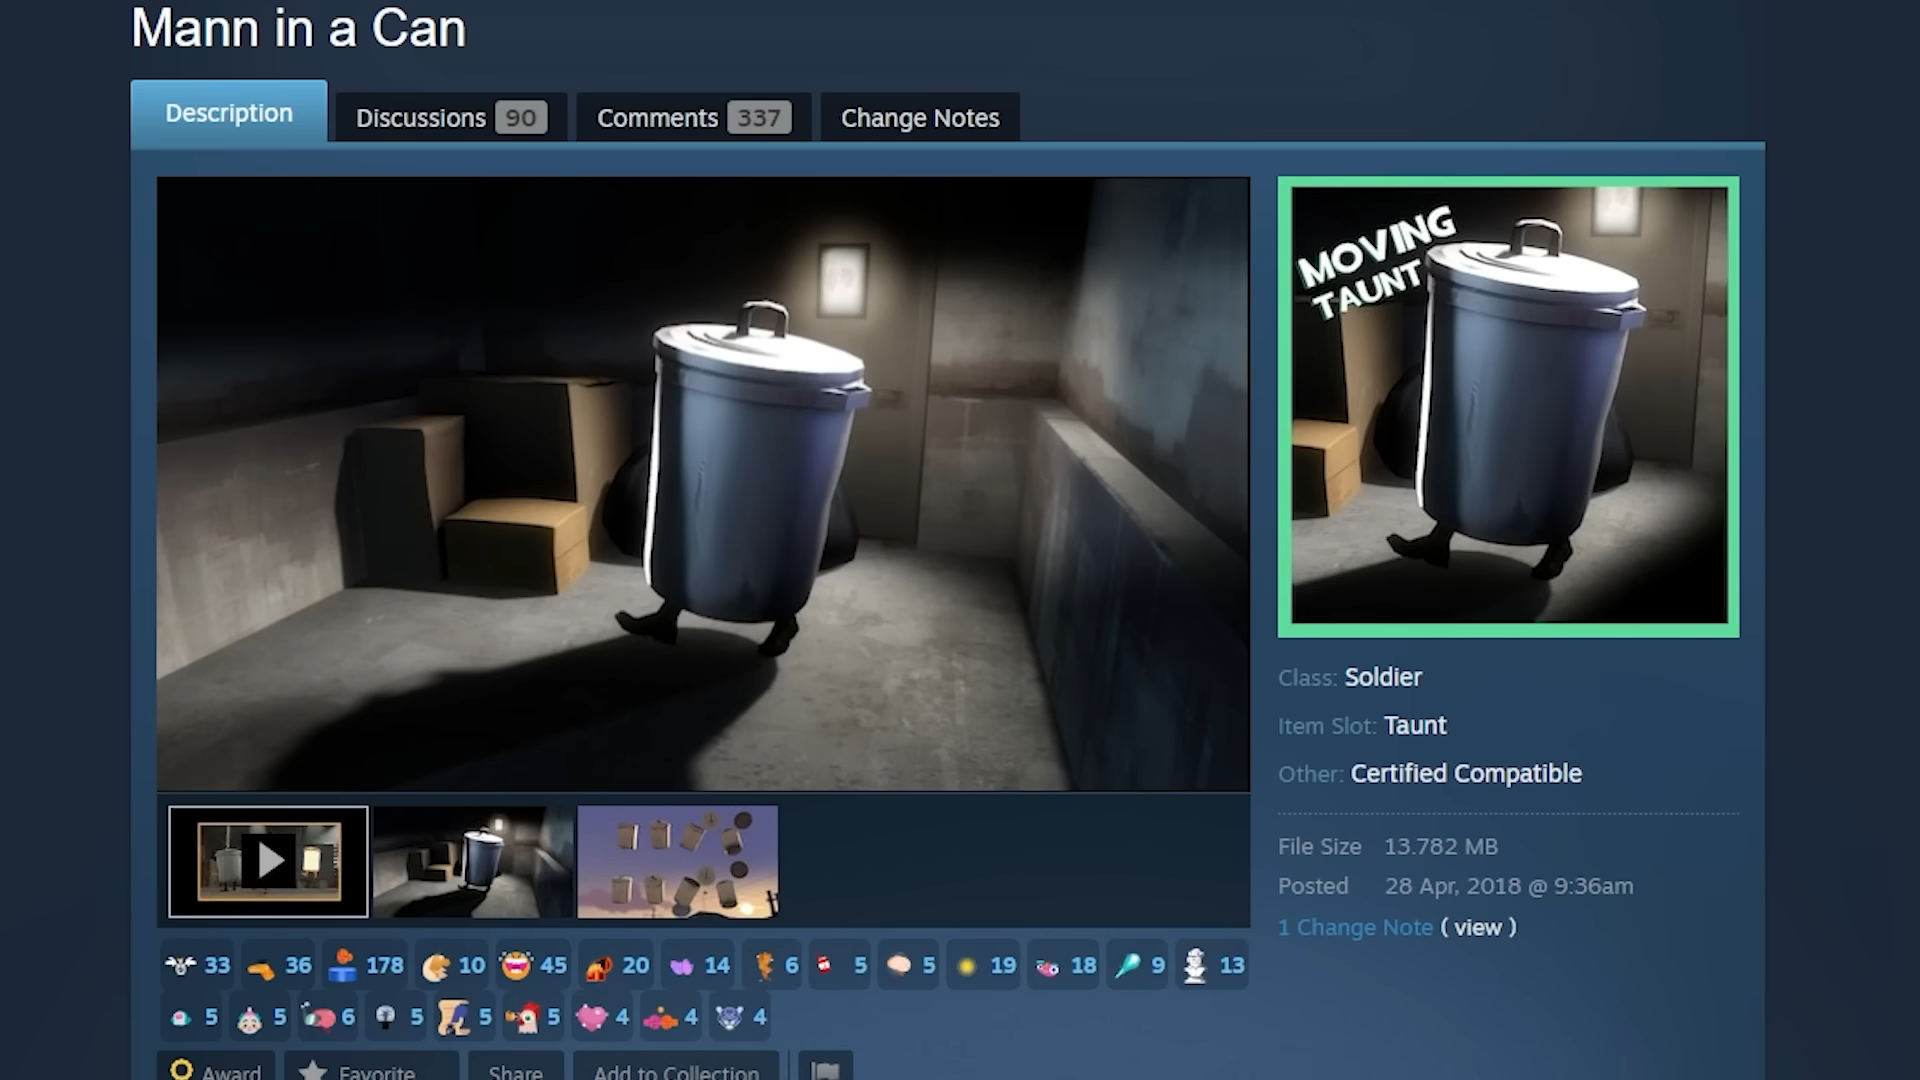 Mann in a Can
Description
Discussions 90
Comments 337
Change Notes
MOVING
TAUNT
Class: Soldier
Item Slot: Taunt
Other: Certified Compatible
File Size 13.782 MB
Posted 28 Apr, 2018 @ 9:36am
1 Change Note ( view )
33 36 178 10 45 20 14 6 5 5 19 18 9 13
5 5 6 5 5 5 4 4 4
Award Favorite Share Add to Collection